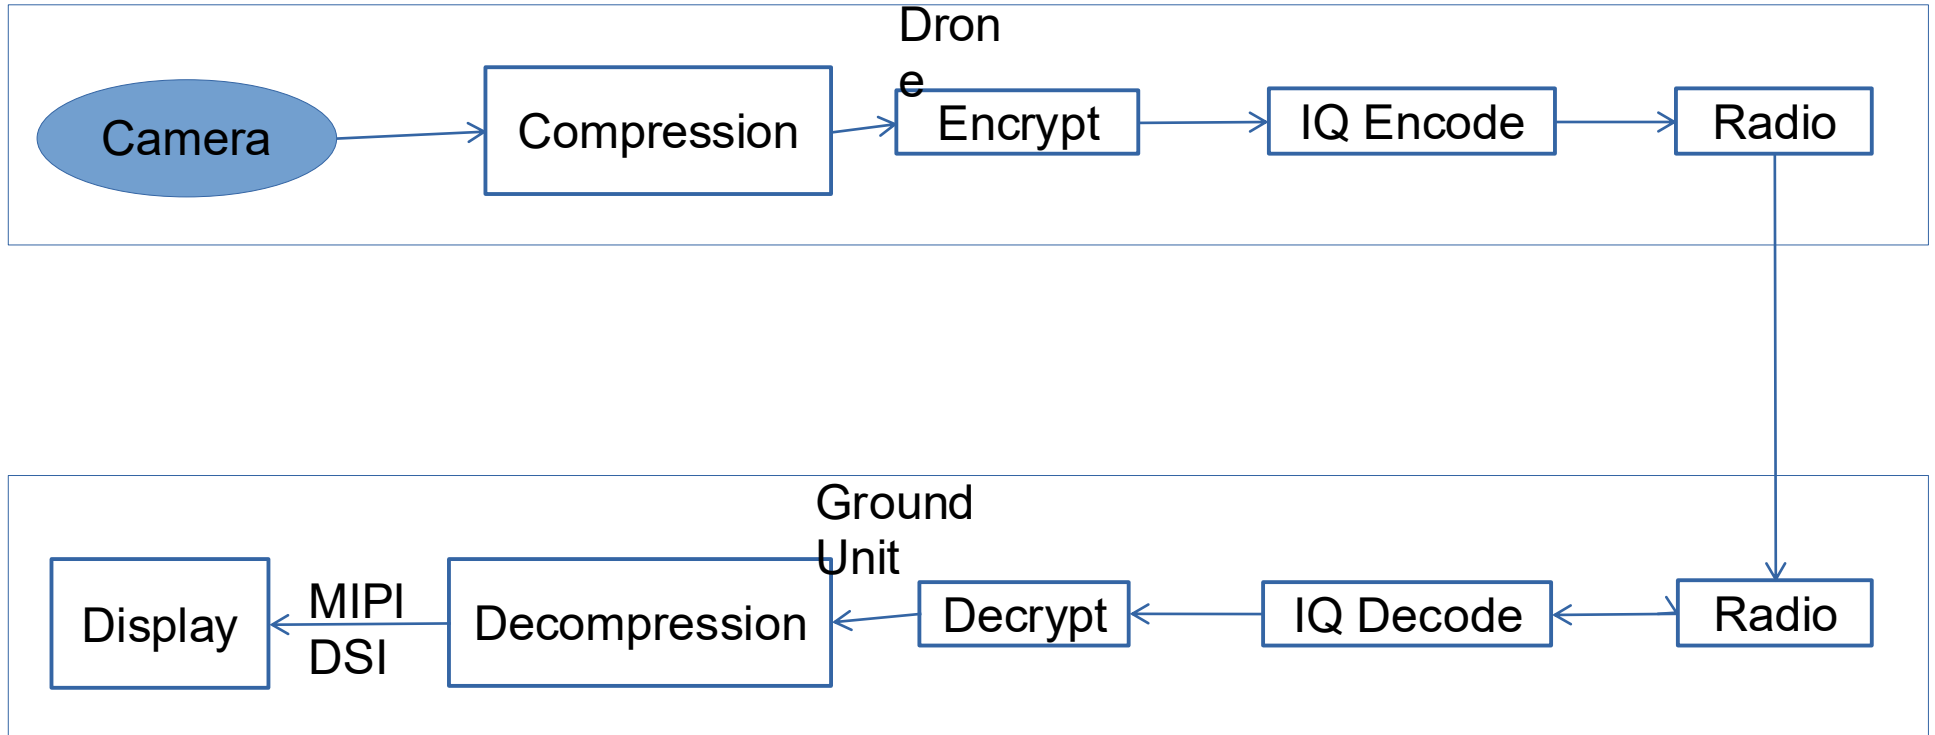 Dron
e
Camera
Compression
Encrypt
IQ Encode
Radio
Ground
Unit
Display
MIPI
DSI
Decompression
Decrypt
IQ Decode
Radio